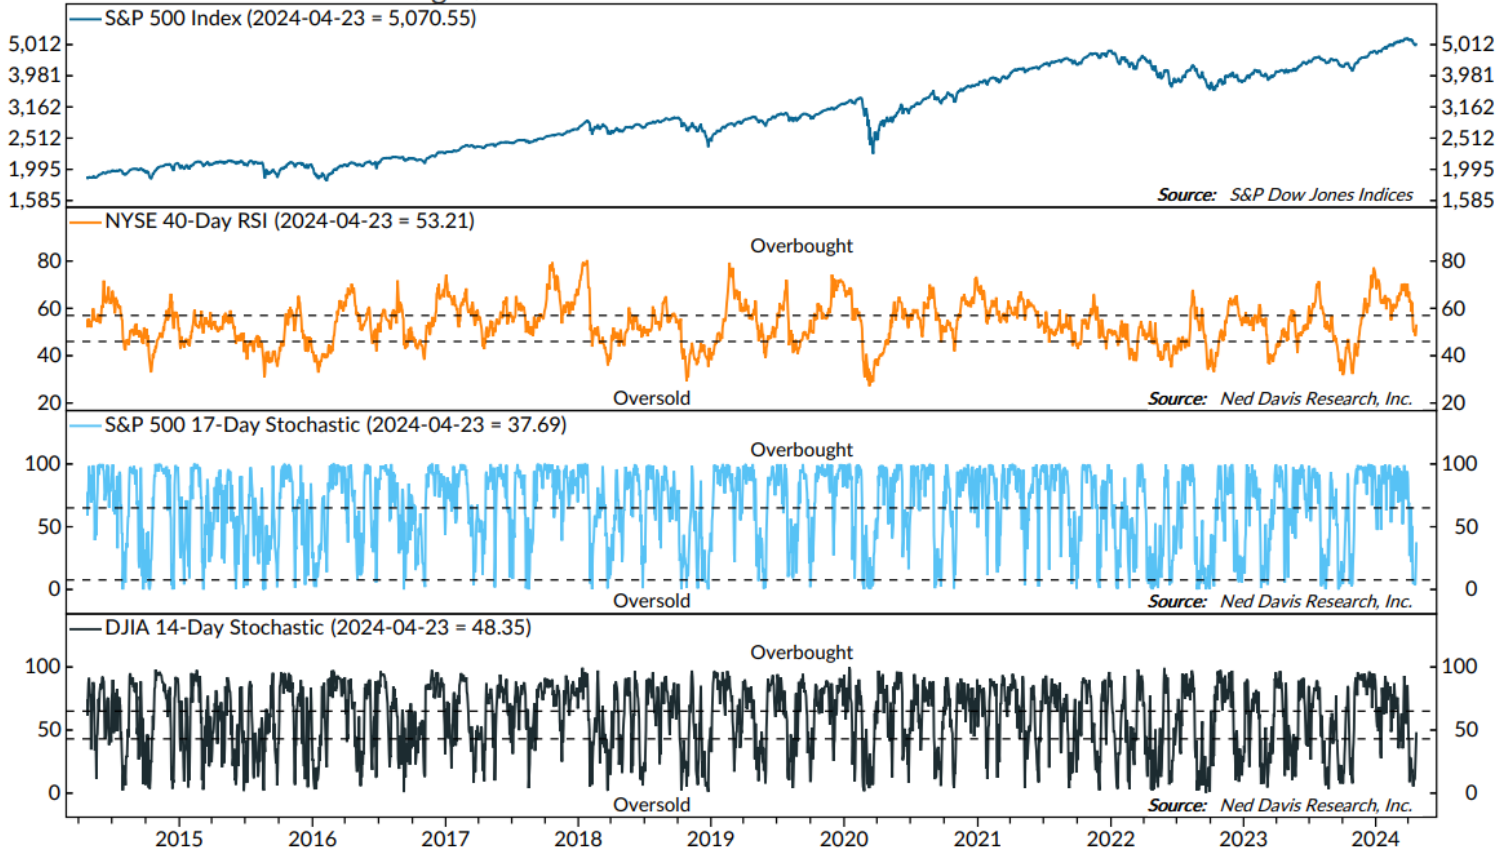 S&P 500 Index (2024-04-23 = 5,070.55)
5,012 5,012
3,981 3,981
3,162 3,162
2,512 2,512
1,995 1,995
1,585 1,585
Source: S&P Dow Jones Indices
NYSE 40-Day RSI (2024-04-23 = 53.21)
Overbought
80 80
60 60
40 40
20 20
Oversold
Source: Ned Davis Research, Inc.
S&P 500 17-Day Stochastic (2024-04-23 = 37.69)
Overbought
100 100
50 50
0 0
Oversold
Source: Ned Davis Research, Inc.
DJIA 14-Day Stochastic (2024-04-23 = 48.35)
Overbought
100 100
50 50
0 0
Oversold
Source: Ned Davis Research, Inc.
2015 2016 2017 2018 2019 2020 2021 2022 2023 2024